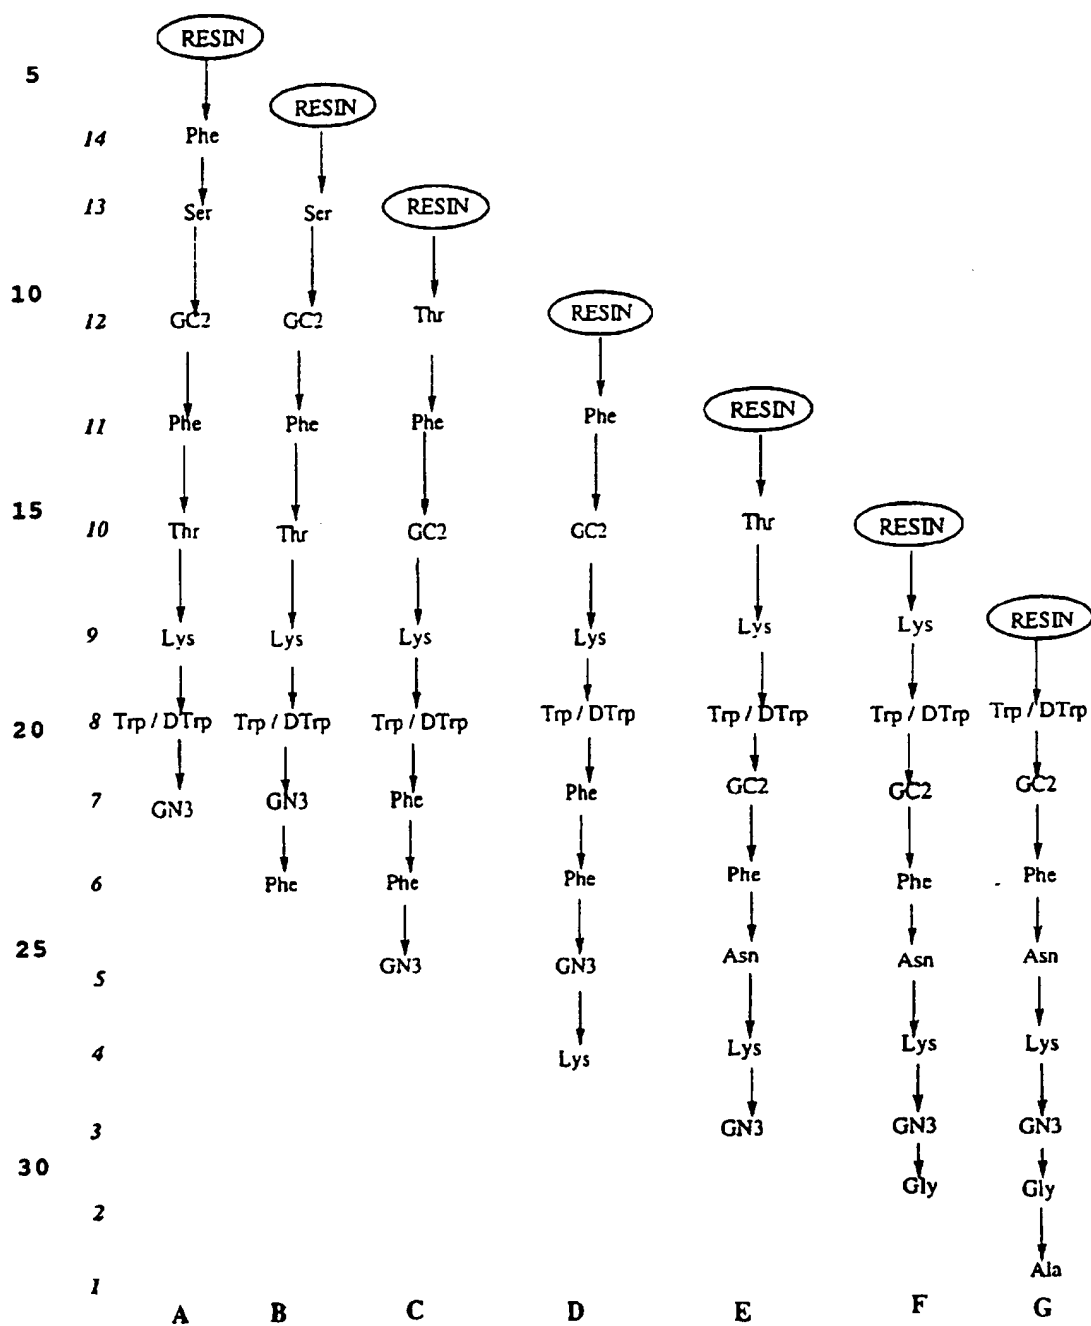 RESIN
5
RESIN
14 Phe
13 Ser Ser RESIN
10
12 GC2 GC2 Thr RESIN
11 Phe Phe Phe Phe RESIN
15
10 Thr Thr GC2 GC2 Thr RESIN
9 Lys Lys Lys Lys Lys Lys RESIN
20 8 Trp / DTrp Trp / DTrp Trp / DTrp Trp / DTrp Trp / DTrp Trp / DTrp Trp / DTrp
7 GN3 GN3 Phe Phe GC2 GC2 GC2
6 Phe Phe Phe Phe Phe Phe
25
5 GN3 GN3 Asn Asn Asn
4 Lys Lys Lys Lys
3 GN3 GN3 GN3
30
2 Gly Gly
1 Ala
A B C D E F G